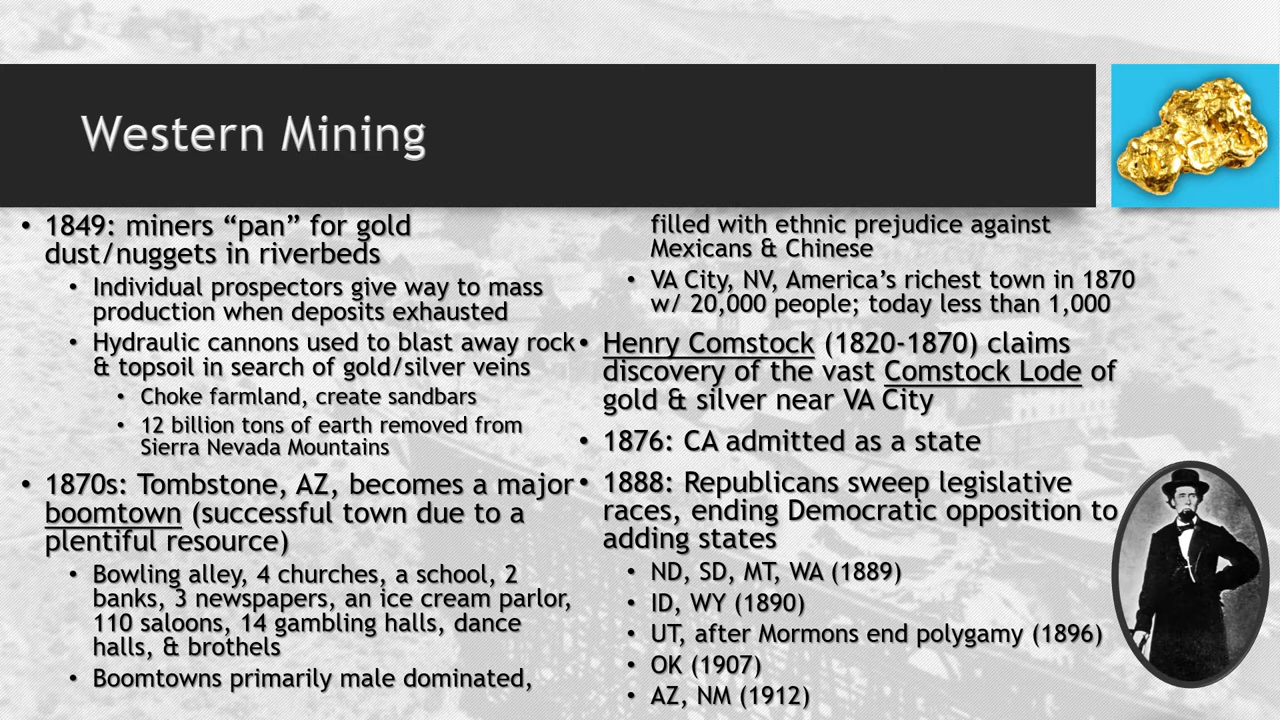 Western Mining
• 1849: miners “pan” for gold
dust/nuggets in riverbeds
• Individual prospectors give way to mass
production when deposits exhausted
• Hydraulic cannons used to blast away rock
& topsoil in search of gold/silver veins
• Choke farmland, create sandbars
• 12 billion tons of earth removed from
Sierra Nevada Mountains
• 1870s: Tombstone, AZ, becomes a major
boomtown (successful town due to a
plentiful resource)
• Bowling alley, 4 churches, a school, 2
banks, 3 newspapers, an ice cream parlor,
110 saloons, 14 gambling halls, dance
halls, & brothels
• Boomtowns primarily male dominated,
filled with ethnic prejudice against
Mexicans & Chinese
• VA City, NV, America’s richest town in 1870
w/ 20,000 people; today less than 1,000
• Henry Comstock (1820-1870) claims
discovery of the vast Comstock Lode of
gold & silver near VA City
• 1876: CA admitted as a state
• 1888: Republicans sweep legislative
races, ending Democratic opposition to
adding states
• ND, SD, MT, WA (1889)
• ID, WY (1890)
• UT, after Mormons end polygamy (1896)
• OK (1907)
• AZ, NM (1912)